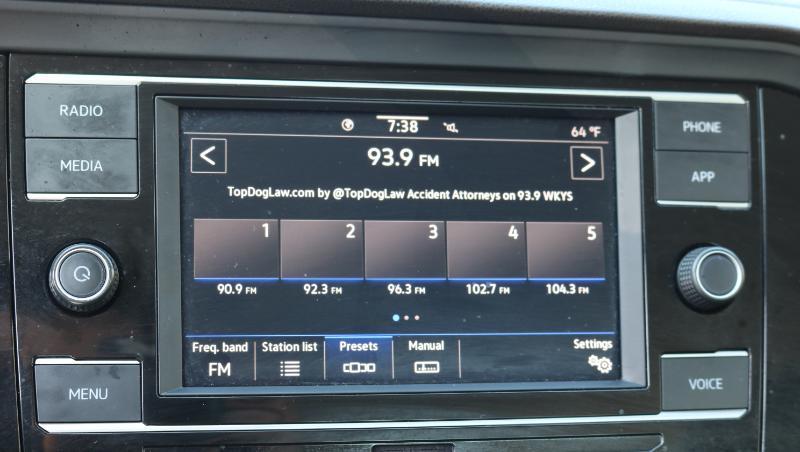 RADIO
MEDIA
MENU
PHONE
APP
VOICE
7:38
64 °F
93.9 FM
TopDogLaw.com by @TopDogLaw Accident Attorneys on 93.9 WKYS
1 2 3 4 5
90.9 FM 92.3 FM 96.3 FM 102.7 FM 104.3 FM
Freq. band Station list Presets Manual Settings
FM